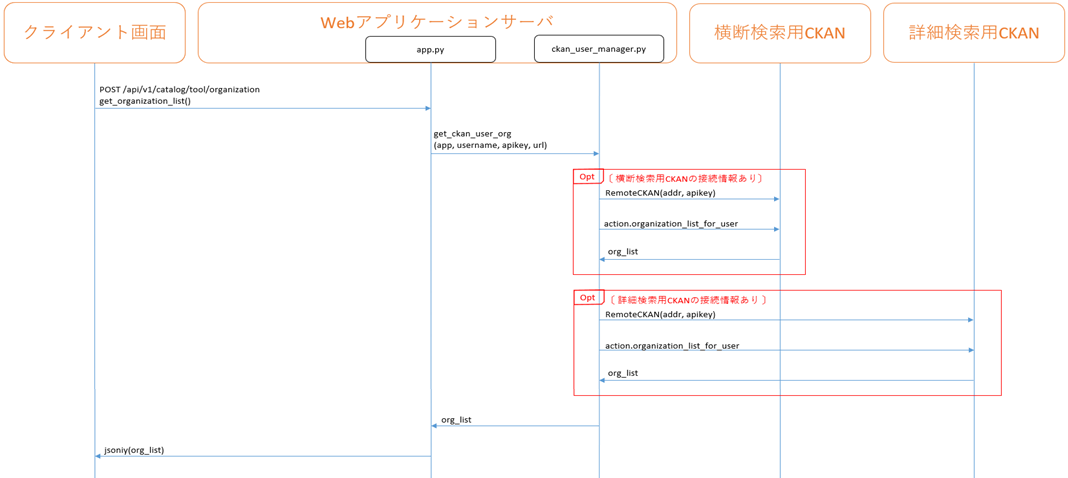 クライアント画面
Webアプリケーションサーバ
app.py
ckan_user_manager.py
横断検索用CKAN
詳細検索用CKAN
POST /api/v1/catalog/tool/organization
get_organization_list()
get_ckan_user_org
(app, username, apikey, url)
Opt
〔 横断検索用CKANの接続情報あり〕
RemoteCKAN(addr, apikey)
action.organization_list_for_user
org_list
Opt
〔 詳細検索用CKANの接続情報あり 〕
RemoteCKAN(addr, apikey)
action.organization_list_for_user
org_list
org_list
jsoniy(org_list)